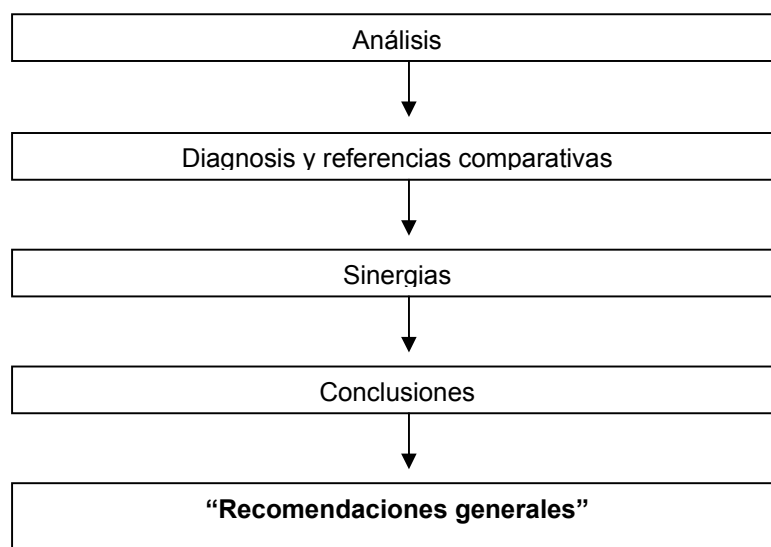 Análisis
Diagnosis y referencias comparativas
Sinergias
Conclusiones
“Recomendaciones generales”